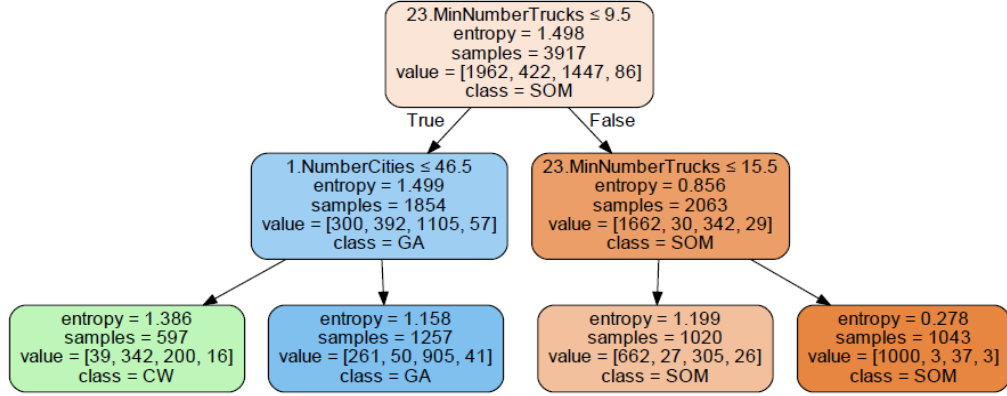 23.MinNumberTrucks ≤ 9.5
entropy = 1.498
samples = 3917
value = [1962, 422, 1447, 86]
class = SOM
True
False
1.NumberCities ≤ 46.5
entropy = 1.499
samples = 1854
value = [300, 392, 1105, 57]
class = GA
23.MinNumberTrucks ≤ 15.5
entropy = 0.856
samples = 2063
value = [1662, 30, 342, 29]
class = SOM
entropy = 1.386
samples = 597
value = [39, 342, 200, 16]
class = CW
entropy = 1.158
samples = 1257
value = [261, 50, 905, 41]
class = GA
entropy = 1.199
samples = 1020
value = [662, 27, 305, 26]
class = SOM
entropy = 0.278
samples = 1043
value = [1000, 3, 37, 3]
class = SOM